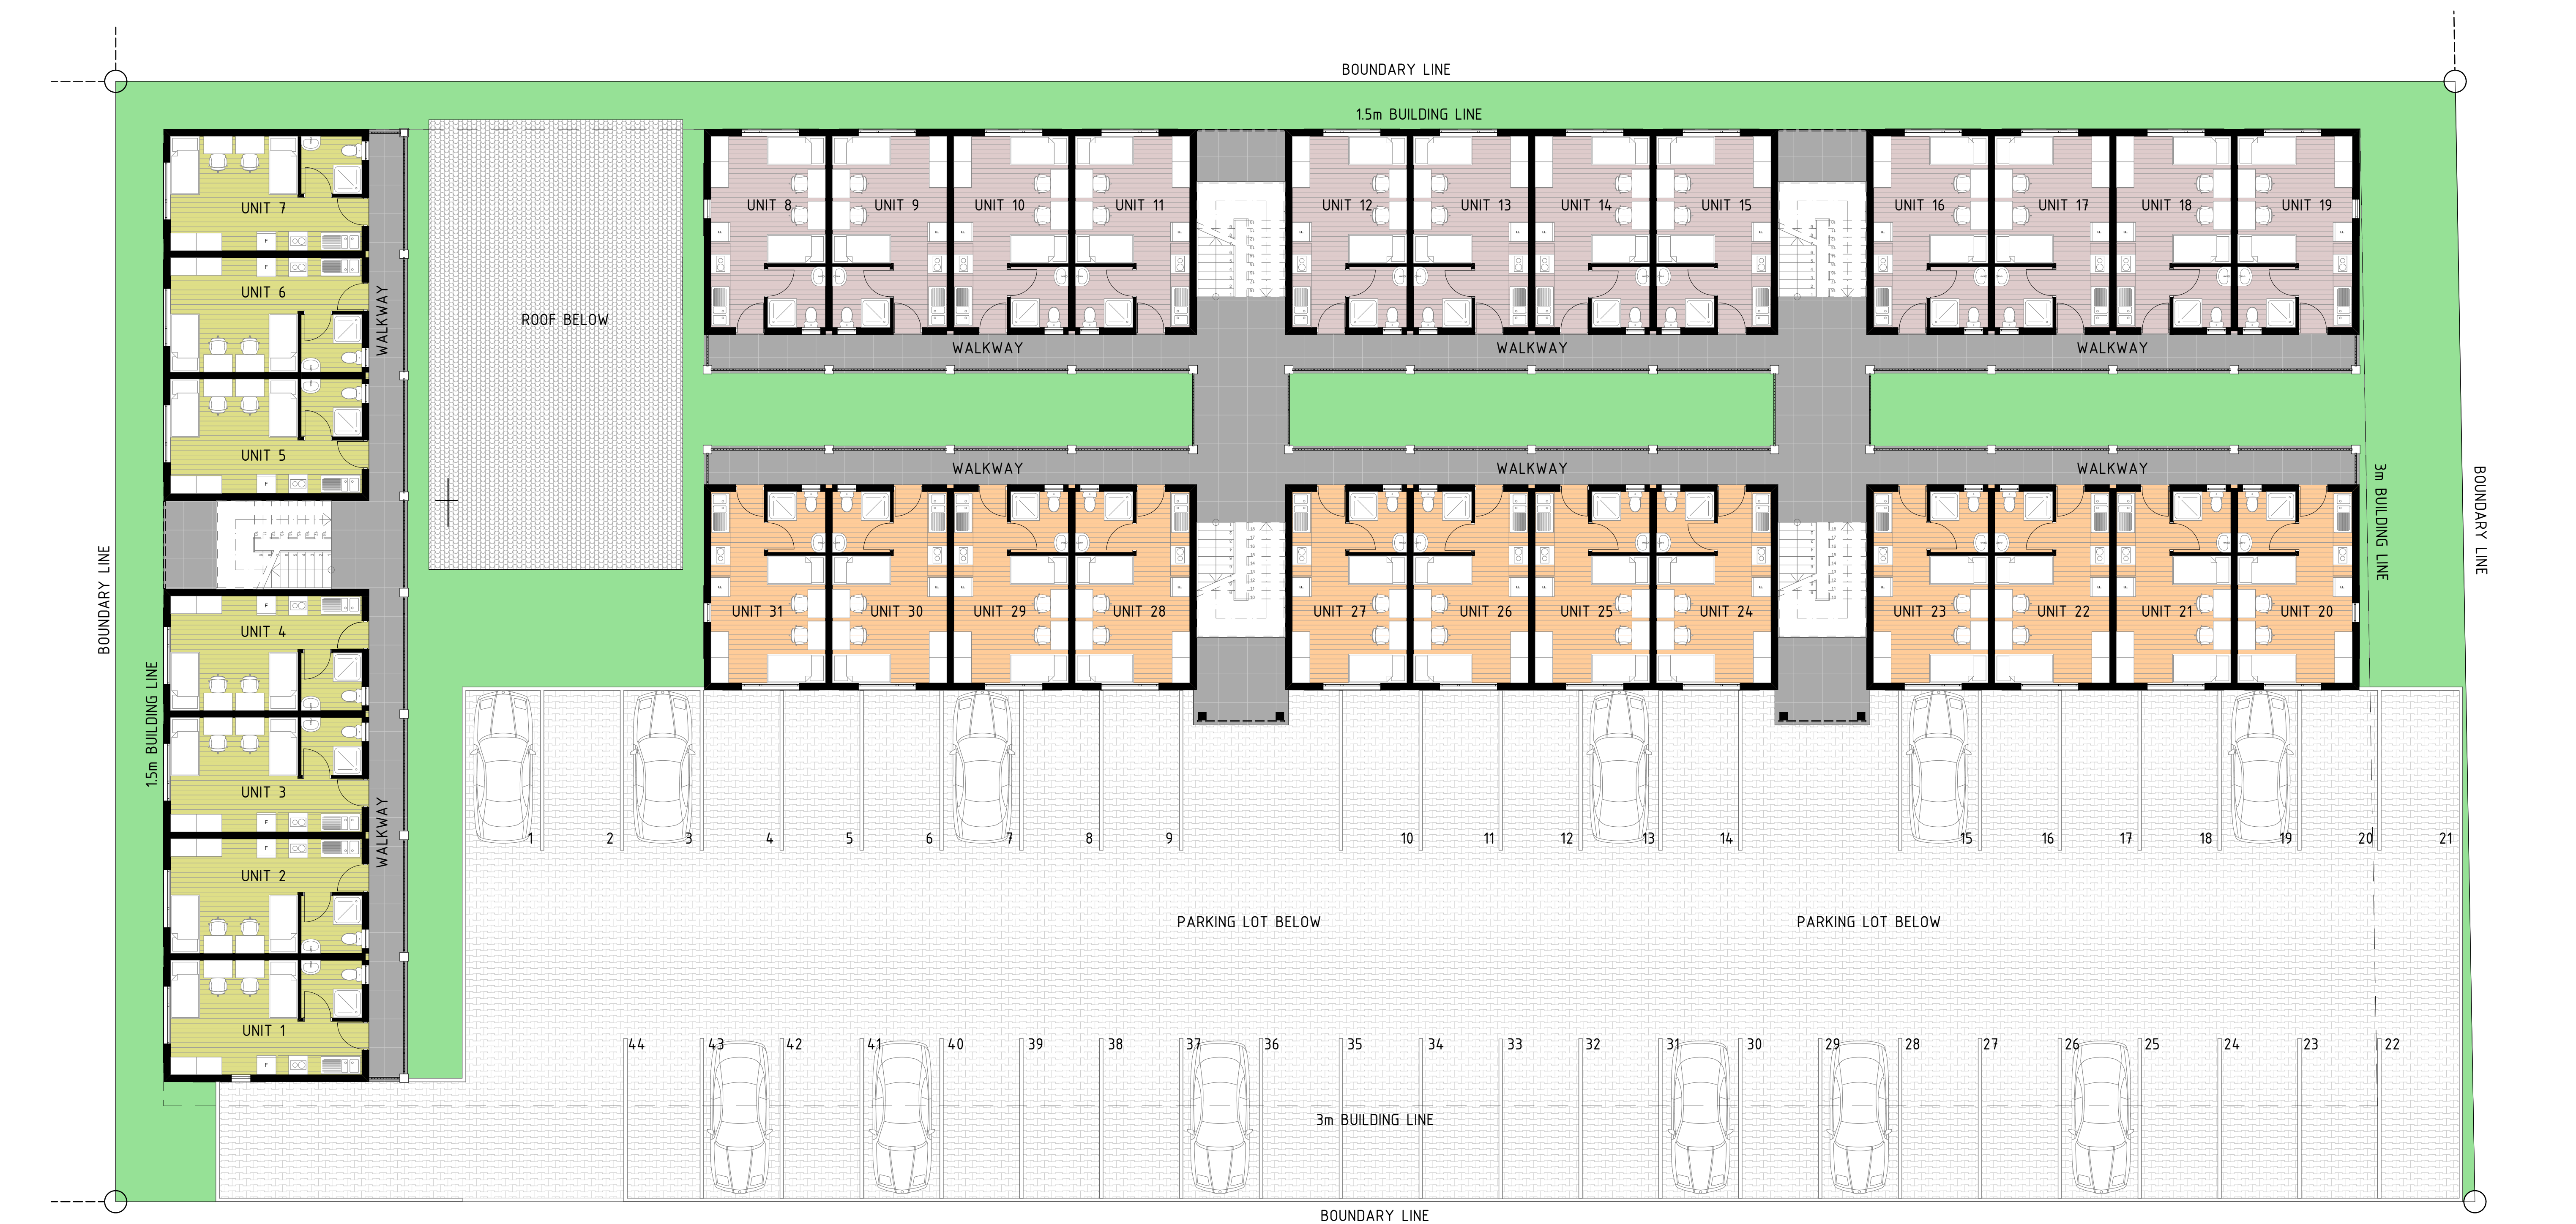 BOUNDARY LINE
1.5m BUILDING LINE
UNIT 7
UNIT 8
UNIT 9
UNIT 10
UNIT 11
UNIT 12
UNIT 13
UNIT 14
UNIT 15
UNIT 16
UNIT 17
UNIT 18
UNIT 19
F
UNIT 6
F
WALKWAY
ROOF BELOW
WALKWAY
WALKWAY
WALKWAY
UNIT 5
F
WALKWAY
WALKWAY
WALKWAY
3m BUILDING LINE
BOUNDARY LINE
BOUNDARY LINE
1.5m BUILDING LINE
F
UNIT 4
UNIT 31
UNIT 30
UNIT 29
UNIT 28
UNIT 27
UNIT 26
UNIT 25
UNIT 24
UNIT 23
UNIT 22
UNIT 21
UNIT 20
UNIT 3
F
WALKWAY
1
2
3
4
5
6
7
8
9
10
11
12
13
14
15
16
17
18
19
20
21
F
UNIT 2
PARKING LOT BELOW
PARKING LOT BELOW
UNIT 1
F
44
43
42
41
40
39
38
37
36
35
34
33
32
31
30
29
28
27
26
25
24
23
22
3m BUILDING LINE
BOUNDARY LINE